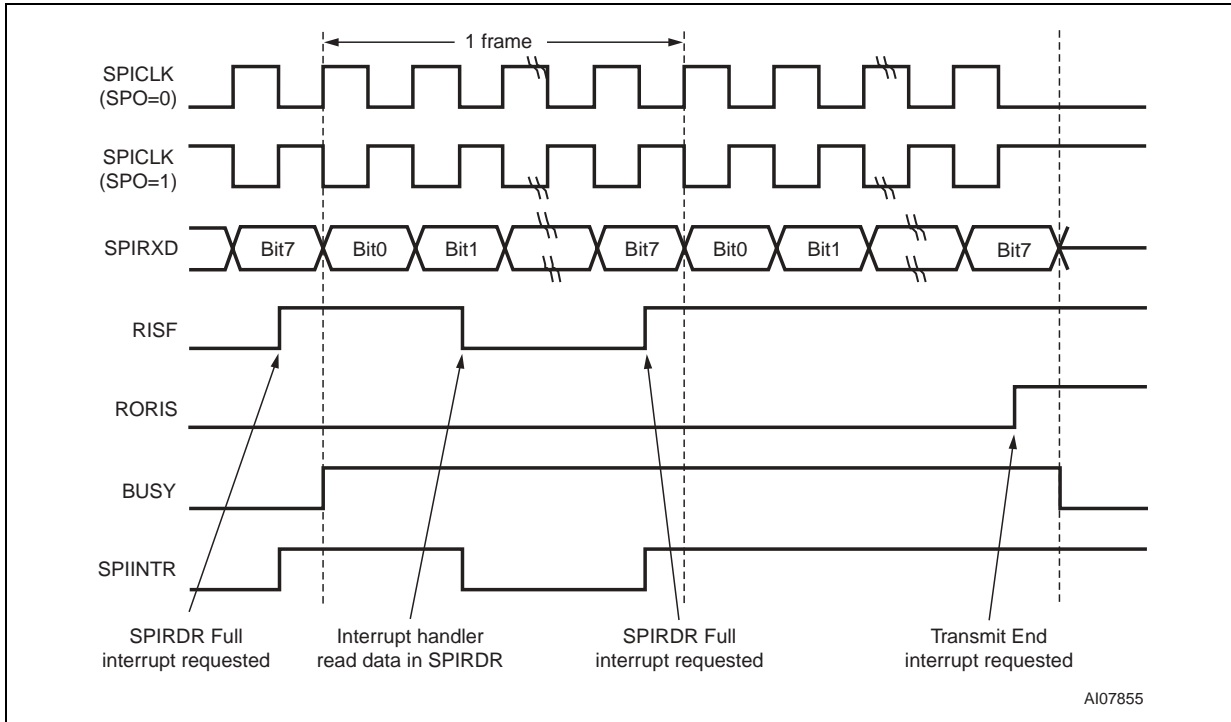 1 frame
SPICLK
(SPO=0)
SPICLK
(SPO=1)
SPIRXD
Bit7
Bit0
Bit1
Bit7
Bit0
Bit1
Bit7
RISF
RORIS
BUSY
SPIINTR
SPIRDR Full
interrupt requested
Interrupt handler
read data in SPIRDR
SPIRDR Full
interrupt requested
Transmit End
interrupt requested
AI07855